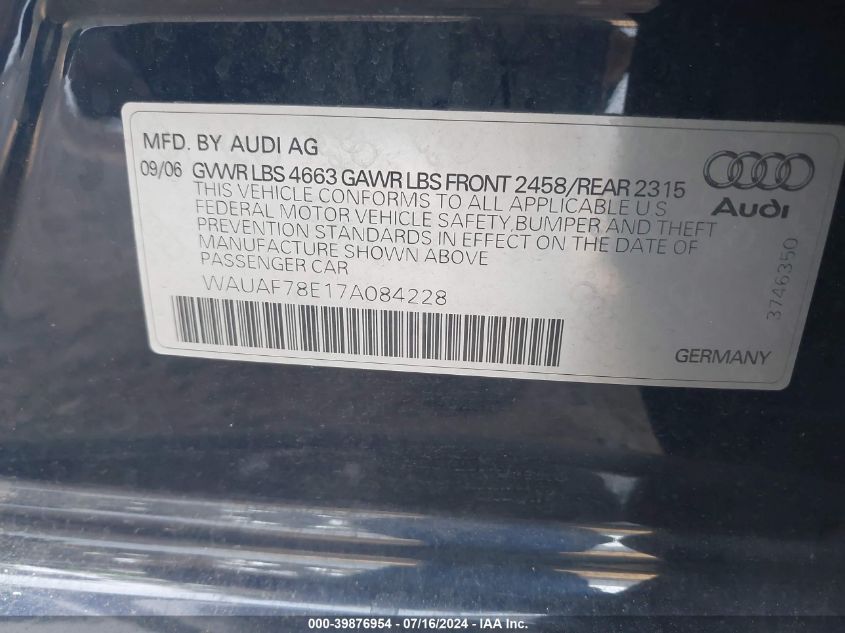 MFD. BY AUDI AG
09/06 GVWR LBS 4663 GAWR LBS FRONT 2458/REAR 2315
THIS VEHICLE CONFORMS TO ALL APPLICABLE U S
FEDERAL MOTOR VEHICLE SAFETY, BUMPER AND THEFT
PREVENTION STANDARDS IN EFFECT ON THE DATE OF
MANUFACTURE SHOWN ABOVE
PASSENGER CAR
WAUAF78E17A084228
Audi
3746350
GERMANY
000-39876954 - 07/16/2024 - IAA Inc.